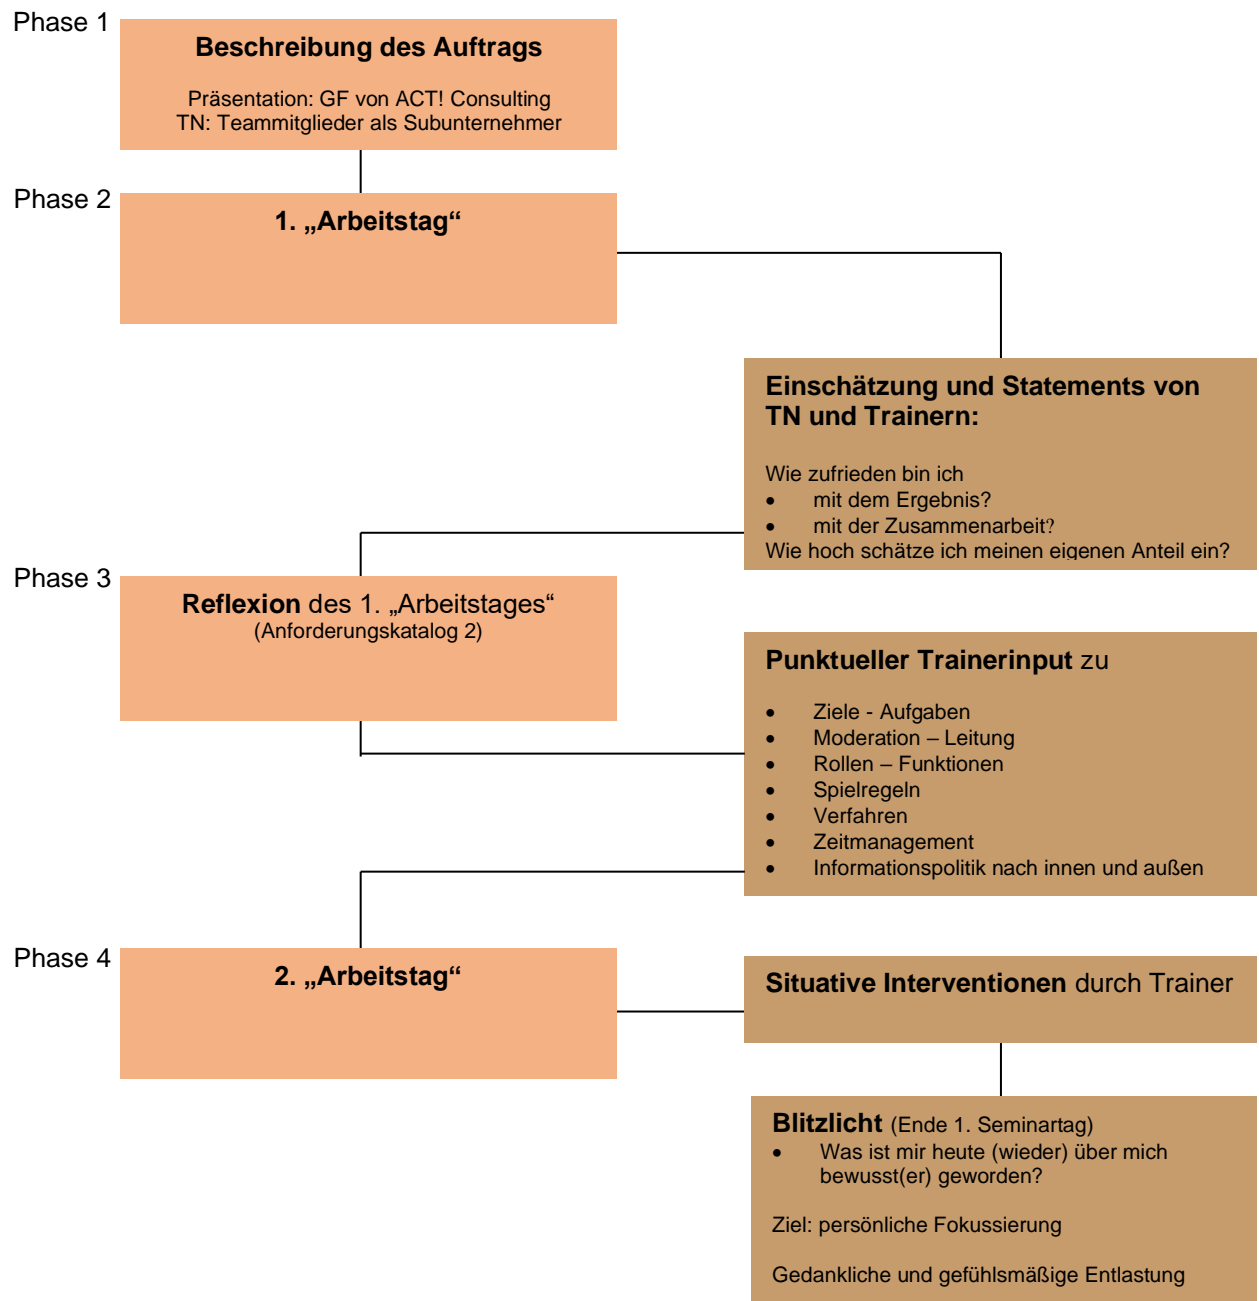 Phase 1
Beschreibung des Auftrags
Präsentation: GF von ACT! Consulting
TN: Teammitglieder als Subunternehmer
Phase 2
1. „Arbeitstag“
Einschätzung und Statements von
TN und Trainern:
Wie zufrieden bin ich
• mit dem Ergebnis?
• mit der Zusammenarbeit?
Wie hoch schätze ich meinen eigenen Anteil ein?
Phase 3
Reflexion des 1. „Arbeitstages“
(Anforderungskatalog 2)
Punktueller Trainerinput zu
• Ziele - Aufgaben
• Moderation – Leitung
• Rollen – Funktionen
• Spielregeln
• Verfahren
• Zeitmanagement
• Informationspolitik nach innen und außen
Phase 4
2. „Arbeitstag“
Situative Interventionen durch Trainer
Blitzlicht (Ende 1. Seminartag)
• Was ist mir heute (wieder) über mich
bewusst(er) geworden?
Ziel: persönliche Fokussierung
Gedankliche und gefühlsmäßige Entlastung